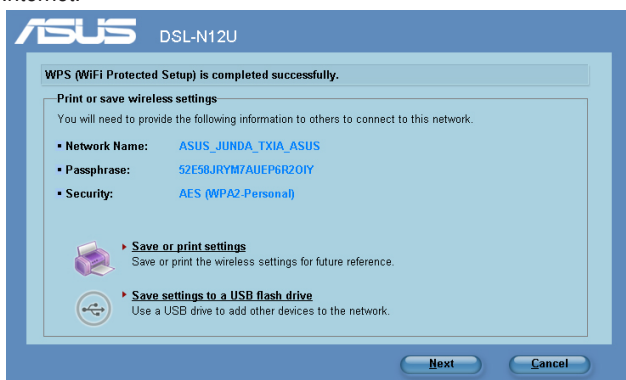 internet.
ASUS DSL-N12U
WPS (WiFi Protected Setup) is completed successfully.
Print or save wireless settings
You will need to provide the following information to others to connect to this network.
▪ Network Name: ASUS_JUNDA_TXIA_ASUS
▪ Passphrase: 52E58JRYM7AUEP6R2OIY
▪ Security: AES (WPA2-Personal)
Save or print settings
Save or print the wireless settings for future reference.
Save settings to a USB flash drive
Use a USB drive to add other devices to the network.
Next Cancel